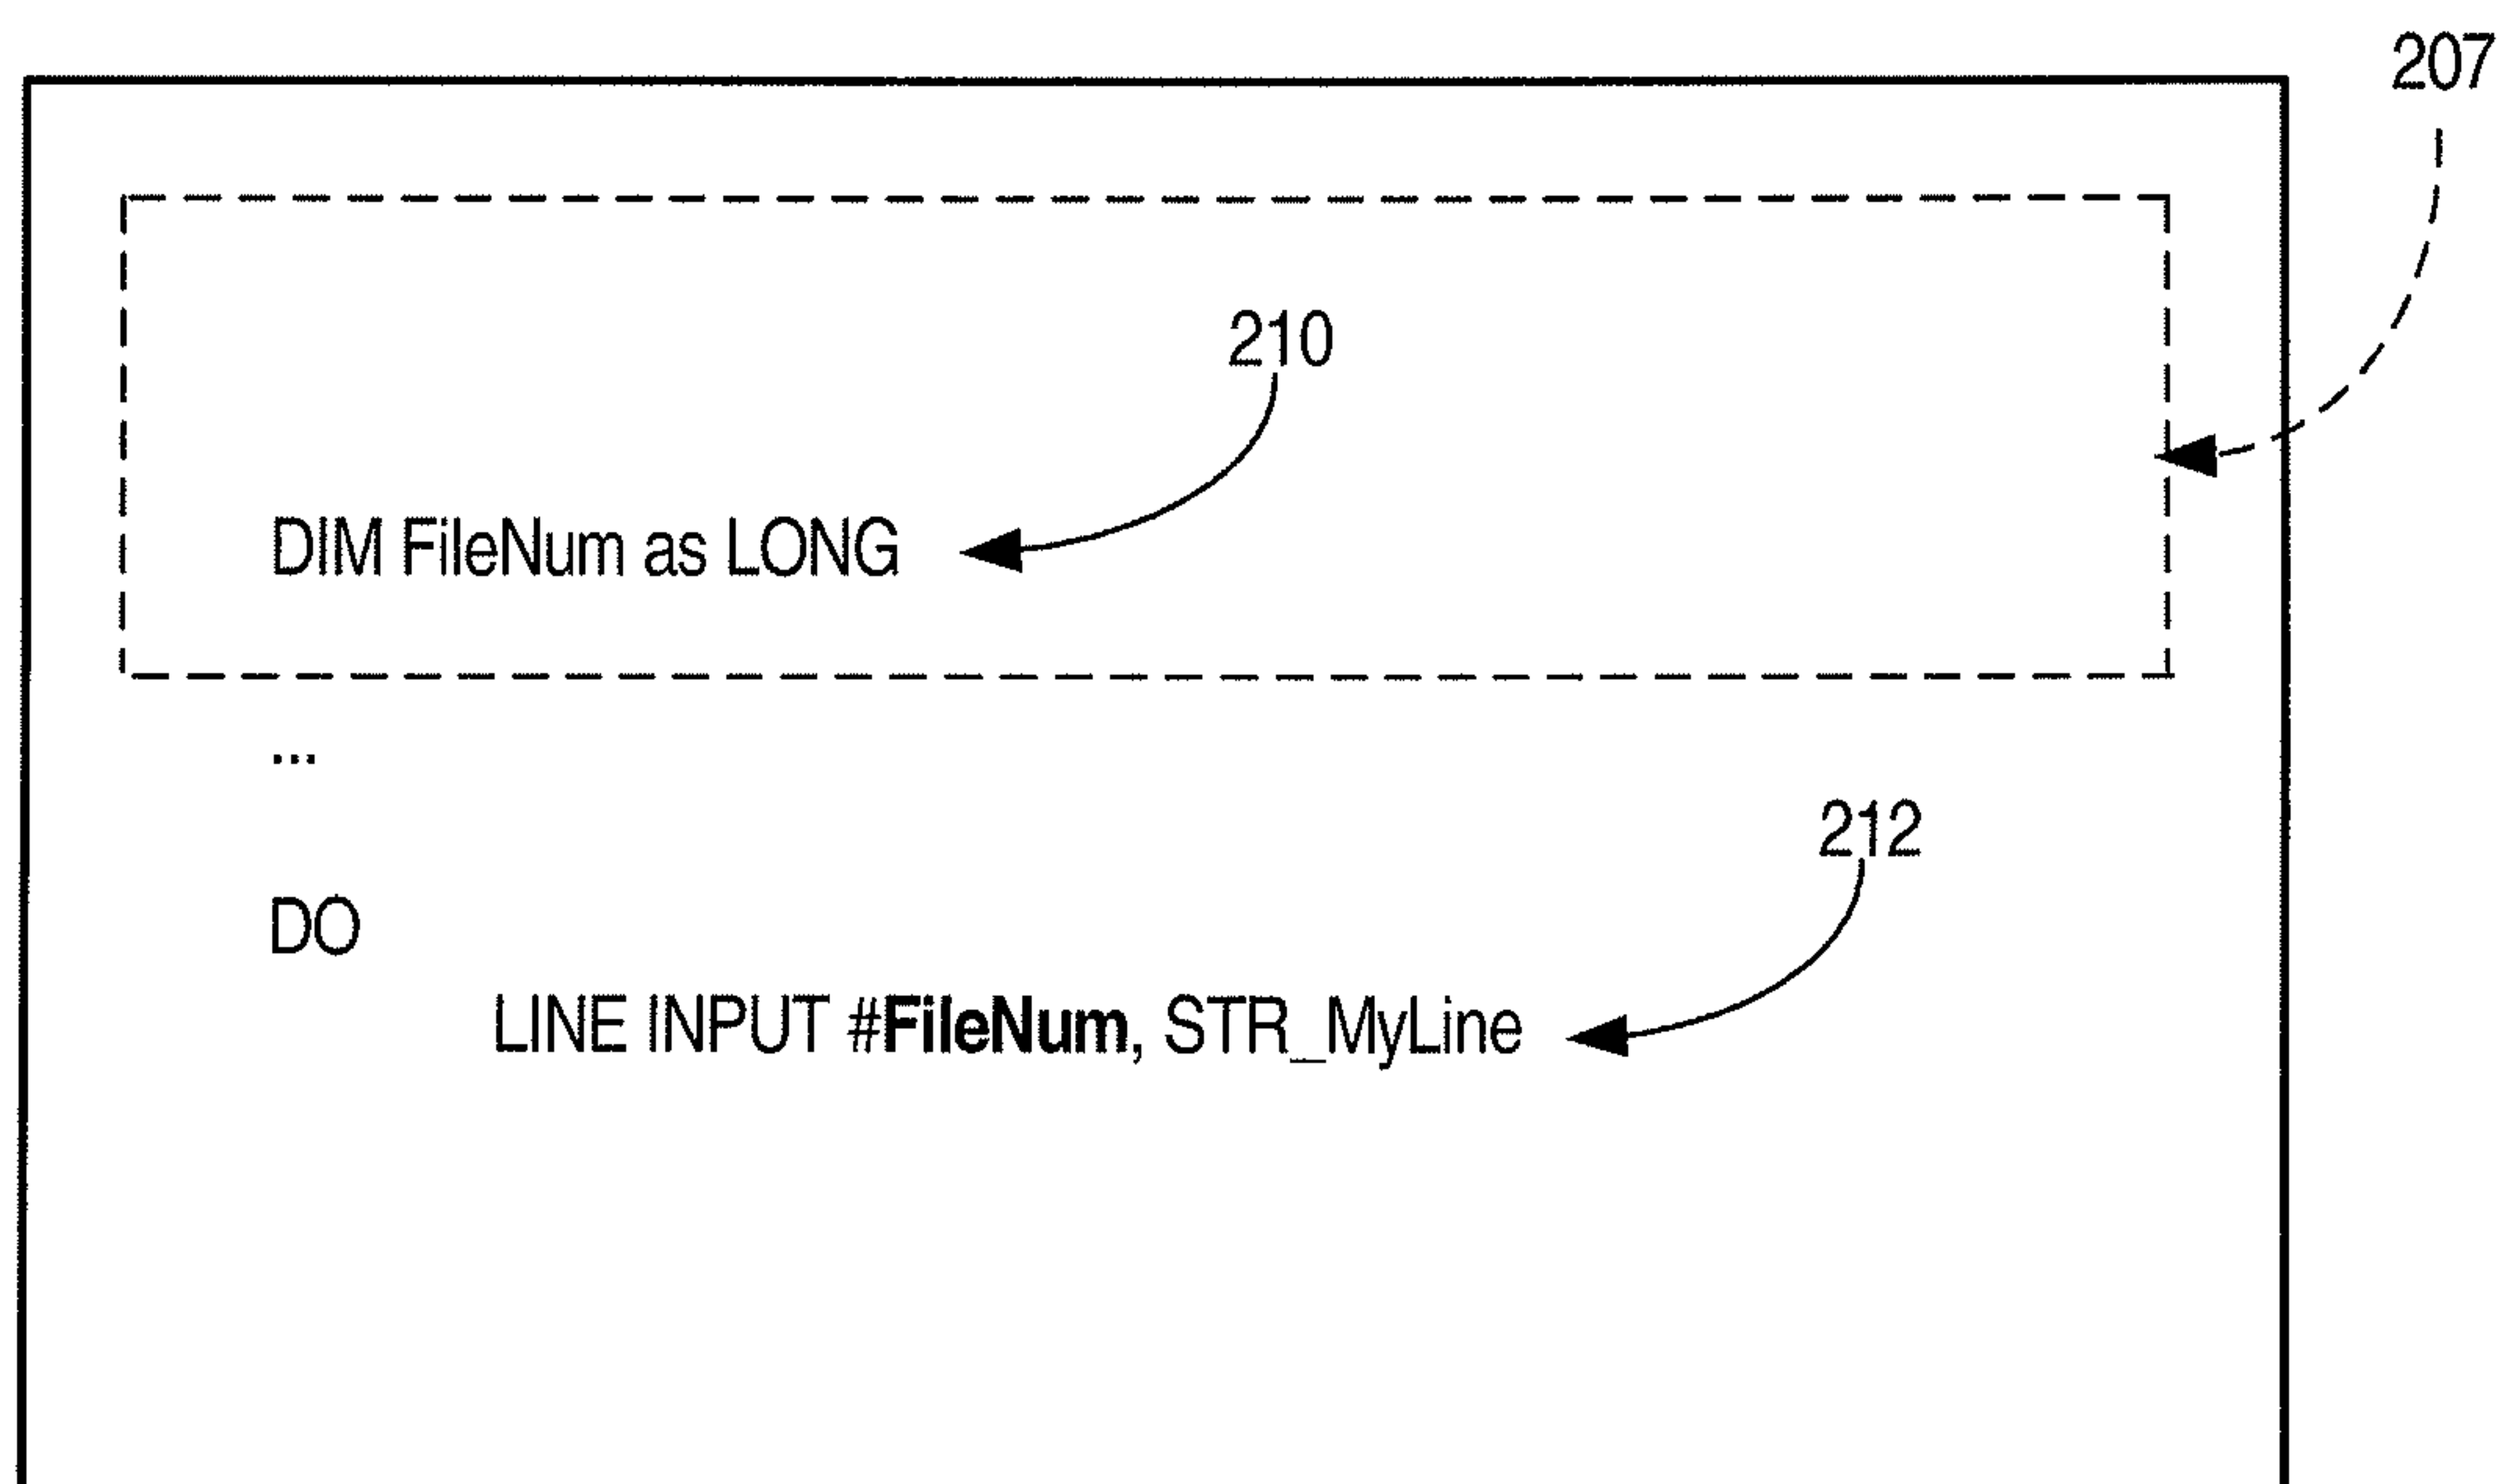 207
210
DIM FileNum as LONG
...
212
DO
LINE INPUT #FileNum, STR_MyLine